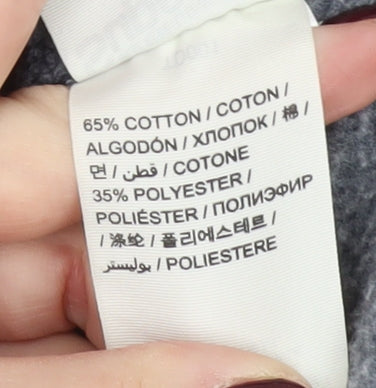 65% COTTON / COTON /
ALGODÓN / ХЛОПОК / 棉 /
면 / قطن / COTONE
35% POLYESTER /
POLIÉSTER / ПОЛИЭФИР
/ 涤纶 / 폴리에스테르 /
بوليستر / POLIESTERE